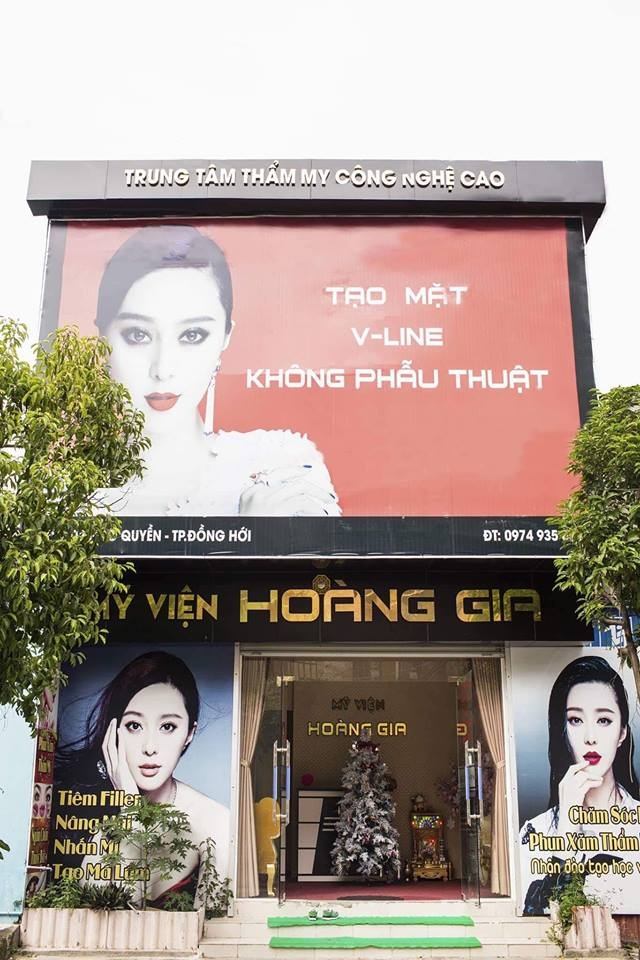 TRUNG TÂM THẨM MY CÔNG NGHỆ CAO
TẠO MẶT
V-LINE
KHÔNG PHẪU THUẬT
QUYỀN - TP.ĐỒNG HỚI
ĐT: 0974 935
MỸ VIỆN HOÀNG GIA
MỸ VIỆN
HOÀNG GIA
Tiêm Filler
Nâng Mũi
Nhấn Mí
Tạo Má Lúm
Chăm Sóc
Phun Xăm Thẩm
Nhận đào tạo học v